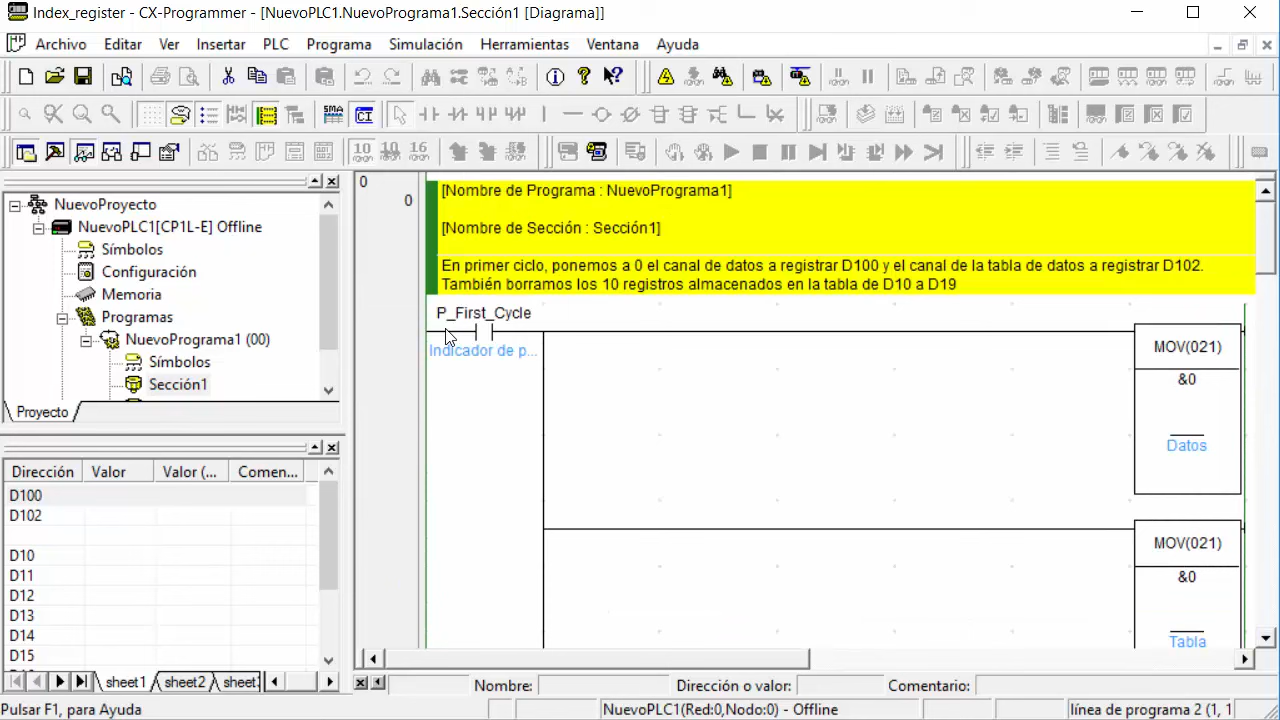 Index_register - CX-Programmer - [NuevoPLC1.NuevoPrograma1.Sección1 [Diagrama]]
Archivo Editar Ver Insertar PLC Programa Simulación Herramientas Ventana Ayuda
SMA CI
10 10 16
NuevoProyecto
NuevoPLC1[CP1L-E] Offline
Símbolos
Configuración
Memoria
Programas
NuevoPrograma1 (00)
Símbolos
Sección1
Proyecto
Dirección Valor Valor (... Comen...
D100
D102
D10
D11
D12
D13
D14
D15
sheet1 sheet2 sheet
0
0
[Nombre de Programa : NuevoPrograma1]
[Nombre de Sección : Sección1]
En primer ciclo, ponemos a 0 el canal de datos a registrar D100 y el canal de la tabla de datos a registrar D102.
También borramos los 10 registros almacenados en la tabla de D10 a D19
P_First_Cycle
Indicador de p...
MOV(021)
&0
Datos
MOV(021)
&0
Tabla
Nombre: Dirección o valor: Comentario:
Pulsar F1, para Ayuda NuevoPLC1(Red:0,Nodo:0) - Offline línea de programa 2 (1, 1